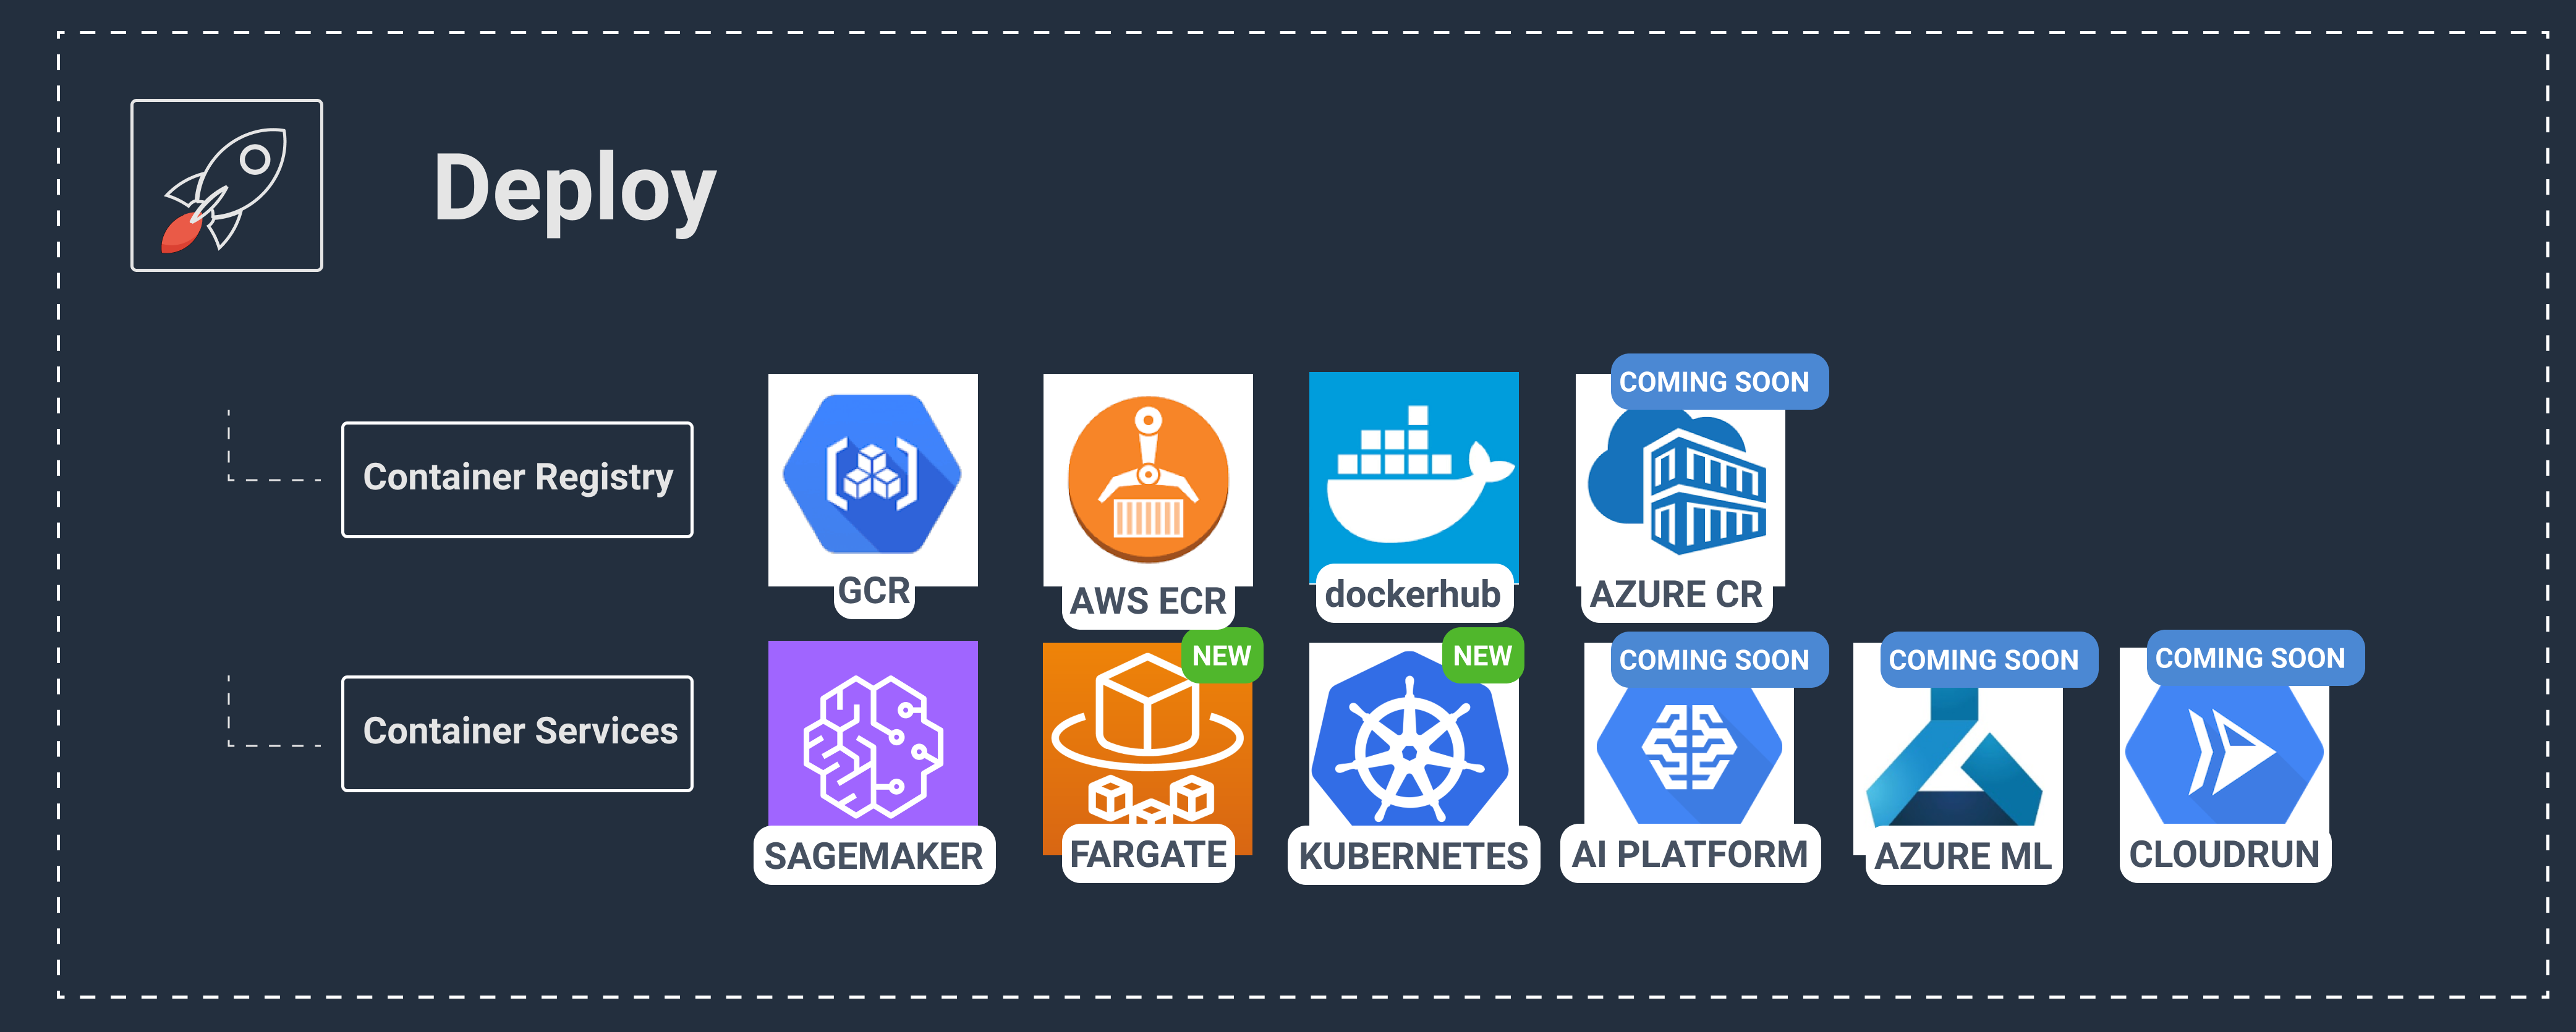 Deploy
Container Registry
COMING SOON
GCR
AWS ECR
dockerhub
AZURE CR
Container Services
NEW
NEW
COMING SOON
COMING SOON
COMING SOON
SAGEMAKER
FARGATE
KUBERNETES
AI PLATFORM
AZURE ML
CLOUDRUN